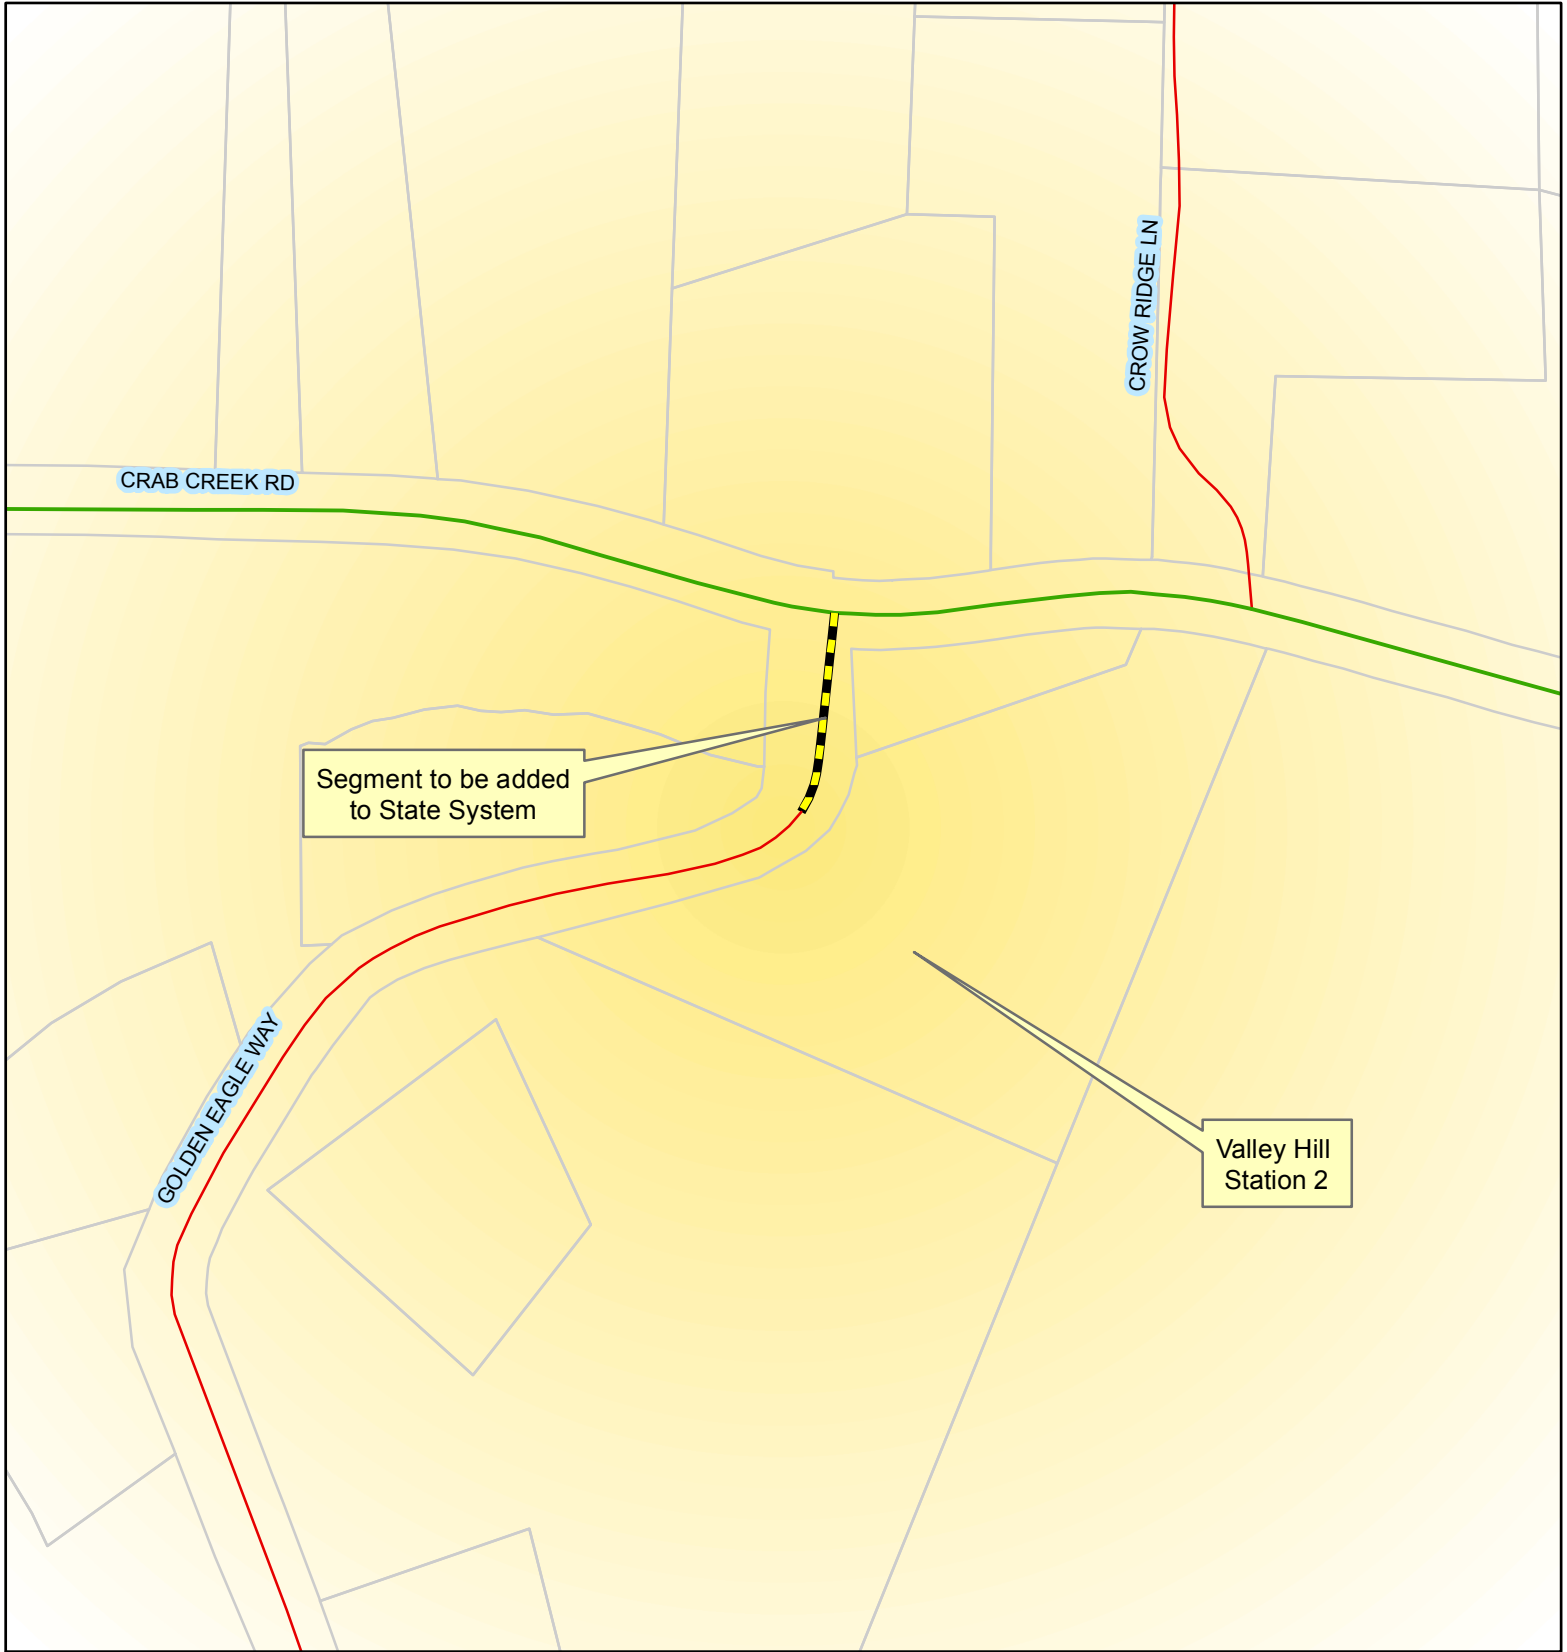 CROW RIDGE LN
CRAB CREEK RD
Segment to be added
to State System
GOLDEN EAGLE WAY
Valley Hill
Station 2